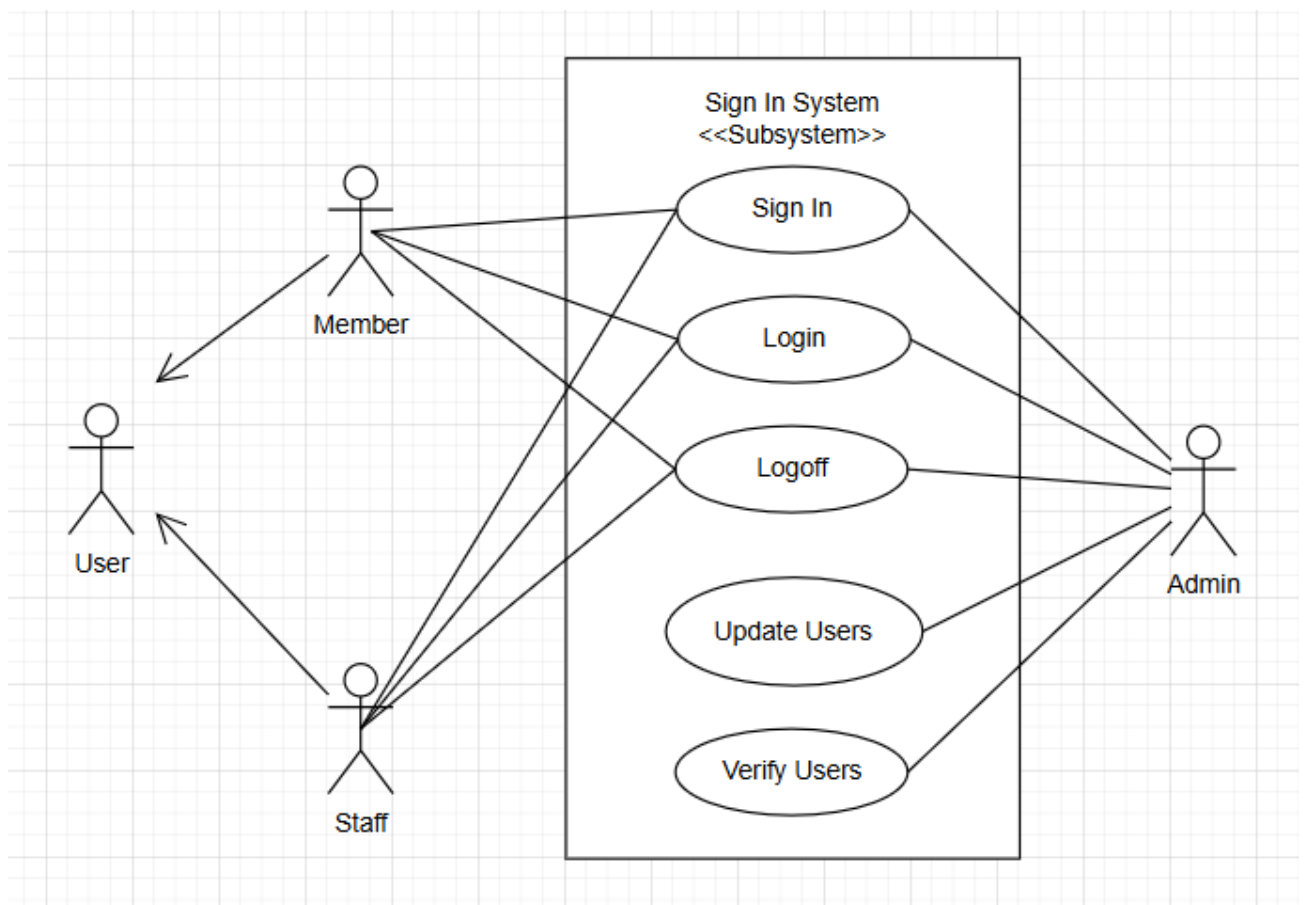 Sign In System
<<Subsystem>>
Sign In
Member
Login
Logoff
User
Admin
Update Users
Verify Users
Staff